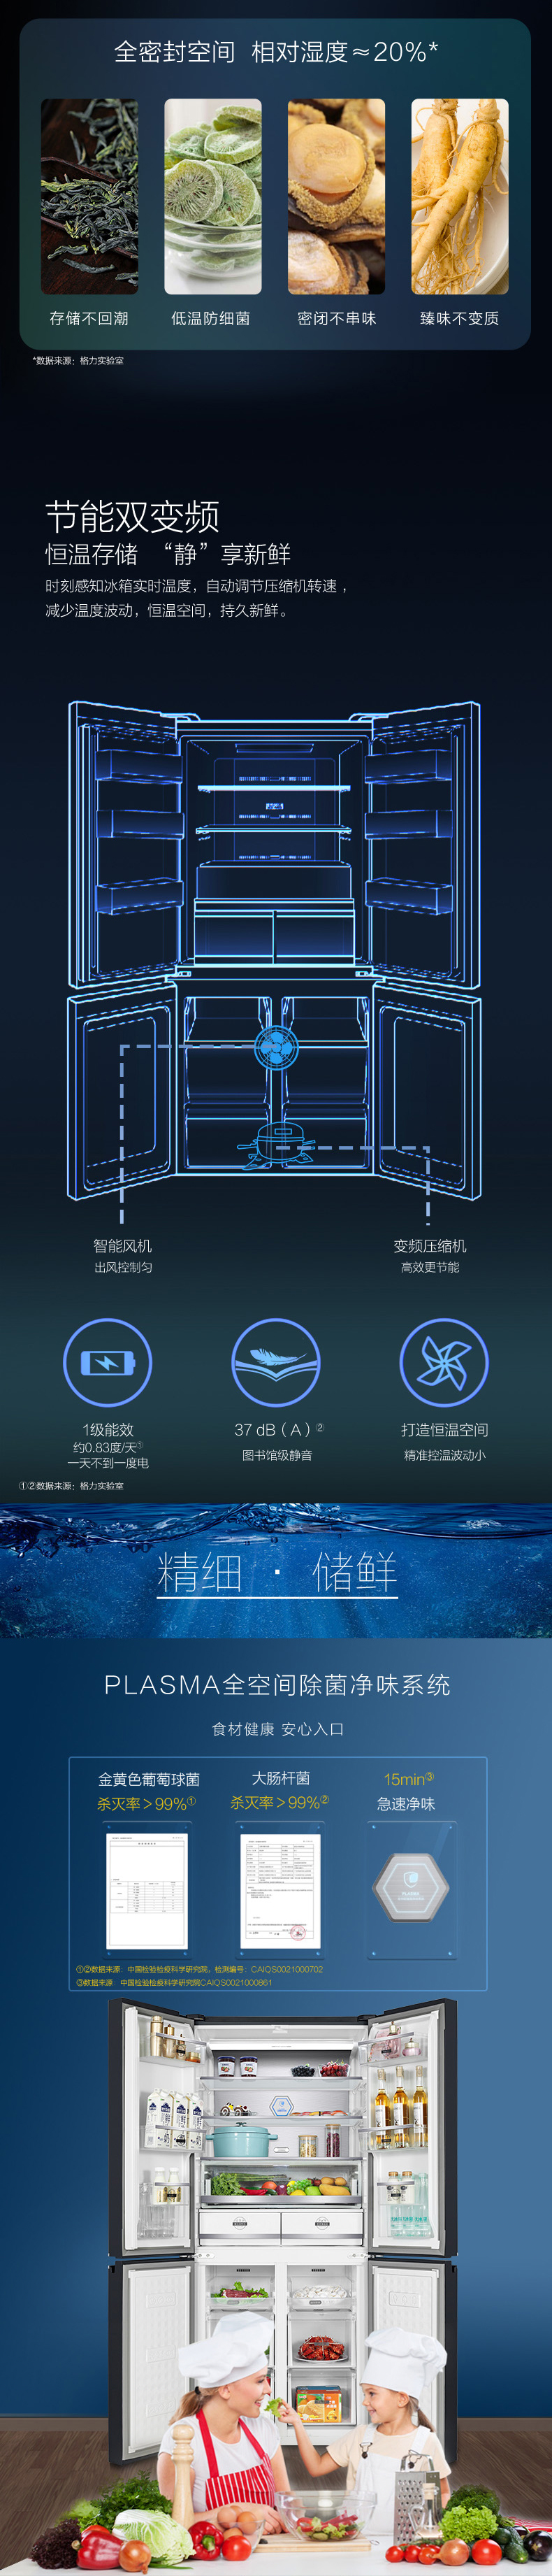 全密封空间 相对湿度≈20%*
存储不回潮 低温防细菌 密闭不串味 臻味不变质
*数据来源：格力实验室
节能双变频
恒温存储 “静”享新鲜
时刻感知冰箱实时温度，自动调节压缩机转速，
减少温度波动，恒温空间，持久新鲜。
智能风机
出风控制匀
变频压缩机
高效更节能
1级能效
约0.83度/天①
一天不到一度电
37 dB（A）②
图书馆级静音
打造恒温空间
精准控温波动小
①②数据来源：格力实验室
精细 · 储鲜
PLASMA全空间除菌净味系统
食材健康 安心入口
金黄色葡萄球菌
杀灭率＞99%①
大肠杆菌
杀灭率＞99%②
15min③
急速净味
①②数据来源：中国检验检疫科学研究院，检测编号：CAIQS0021000702
③数据来源：中国检验检疫科学研究院CAIQS0021000861